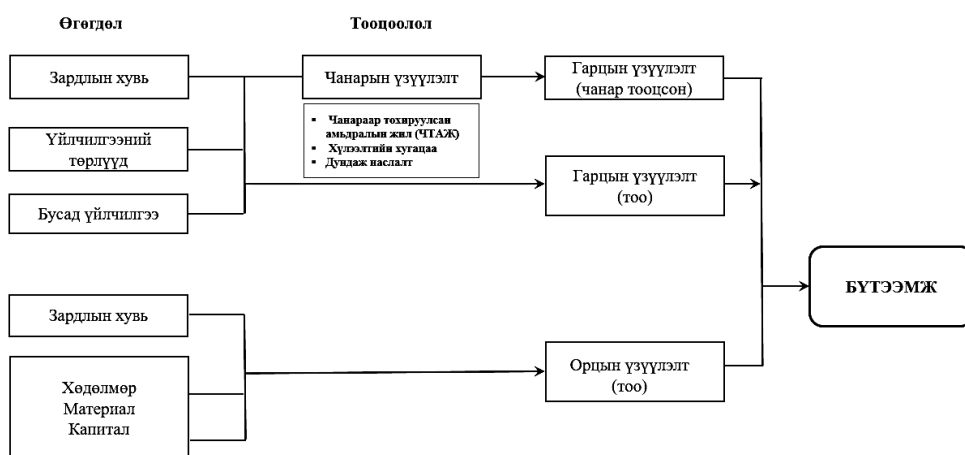 Өгөгдөл
Тооцоолол
Зардлын хувь
Чанарын үзүүлэлт
Гарцын үзүүлэлт
(чанар тооцсон)
▪ Чанараар тохируулсан
амьдралын жил (ЧТАЖ)
▪ Хүлээлтийн хугацаа
▪ Дундаж наслалт
Үйлчилгээний
төрлүүд
Гарцын үзүүлэлт
(тоо)
Бусад үйлчилгээ
БҮТЭЭМЖ
Зардлын хувь
Орцын үзүүлэлт
(тоо)
Хөдөлмөр
Материал
Капитал